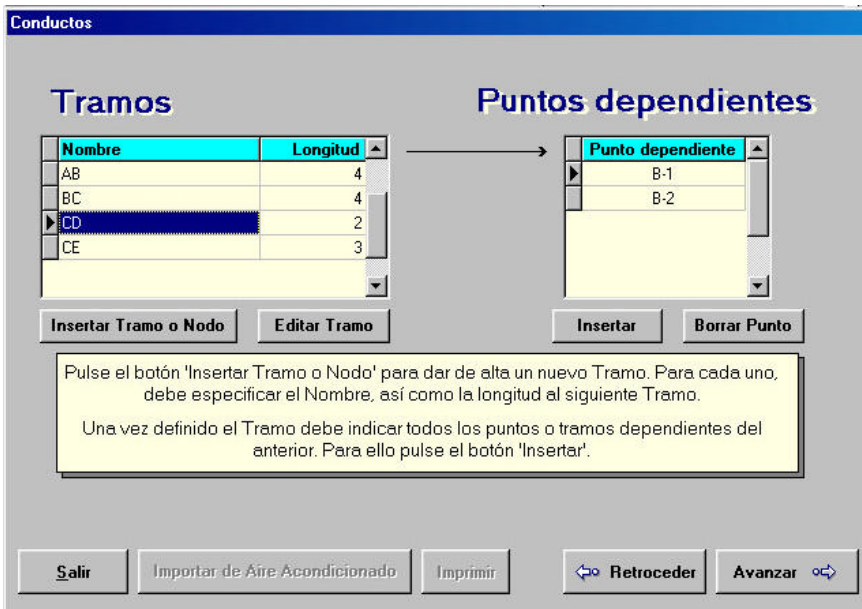 Conductos
Tramos
Puntos dependientes
Nombre Longitud
AB 4
BC 4
CD 2
CE 3
Punto dependiente
B-1
B-2
Insertar Tramo o Nodo Editar Tramo Insertar Borrar Punto
Pulse el botón 'Insertar Tramo o Nodo' para dar de alta un nuevo Tramo. Para cada uno,
debe especificar el Nombre, así como la longitud al siguiente Tramo.
Una vez definido el Tramo debe indicar todos los puntos o tramos dependientes del
anterior. Para ello pulse el botón 'Insertar'.
Salir Importar de Aire Acondicionado Imprimir Retroceder Avanzar